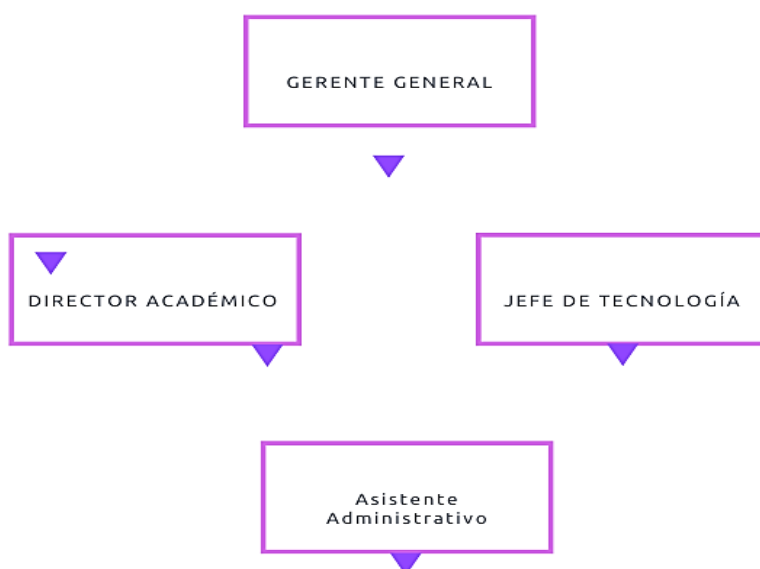 GERENTE GENERAL
DIRECTOR ACADÉMICO
JEFE DE TECNOLOGÍA
Asistente
Administrativo